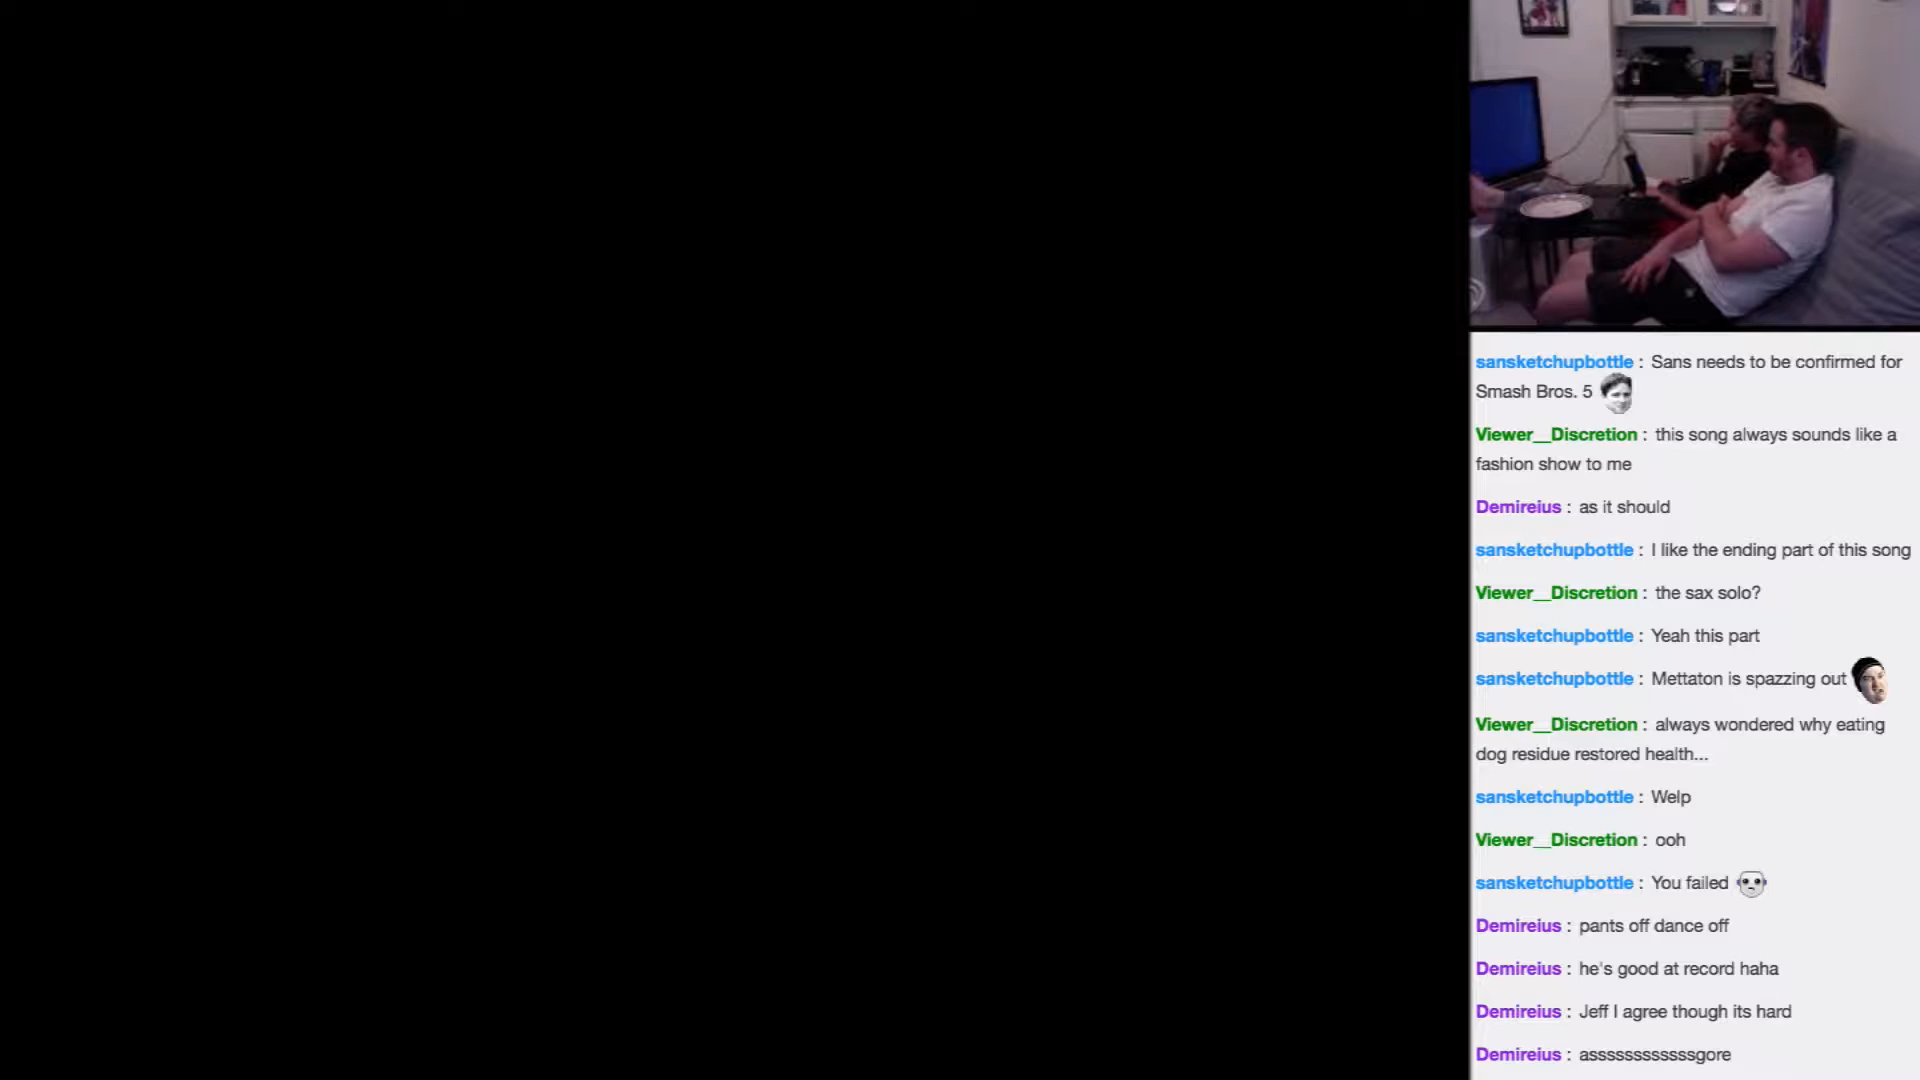 sansketchupbottle : Sans needs to be confirmed for
Smash Bros. 5
Viewer__Discretion : this song always sounds like a
fashion show to me
Demireius : as it should
sansketchupbottle : I like the ending part of this song
Viewer__Discretion : the sax solo?
sansketchupbottle : Yeah this part
sansketchupbottle : Mettaton is spazzing out
Viewer__Discretion : always wondered why eating
dog residue restored health...
sansketchupbottle : Welp
Viewer__Discretion : ooh
sansketchupbottle : You failed
Demireius : pants off dance off
Demireius : he's good at record haha
Demireius : Jeff I agree though its hard
Demireius : assssssssssssgore